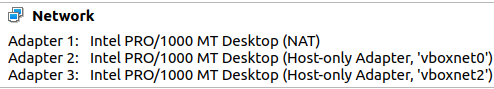 Network
Adapter 1: Intel PRO/1000 MT Desktop (NAT)
Adapter 2: Intel PRO/1000 MT Desktop (Host-only Adapter, 'vboxnet0')
Adapter 3: Intel PRO/1000 MT Desktop (Host-only Adapter, 'vboxnet2')